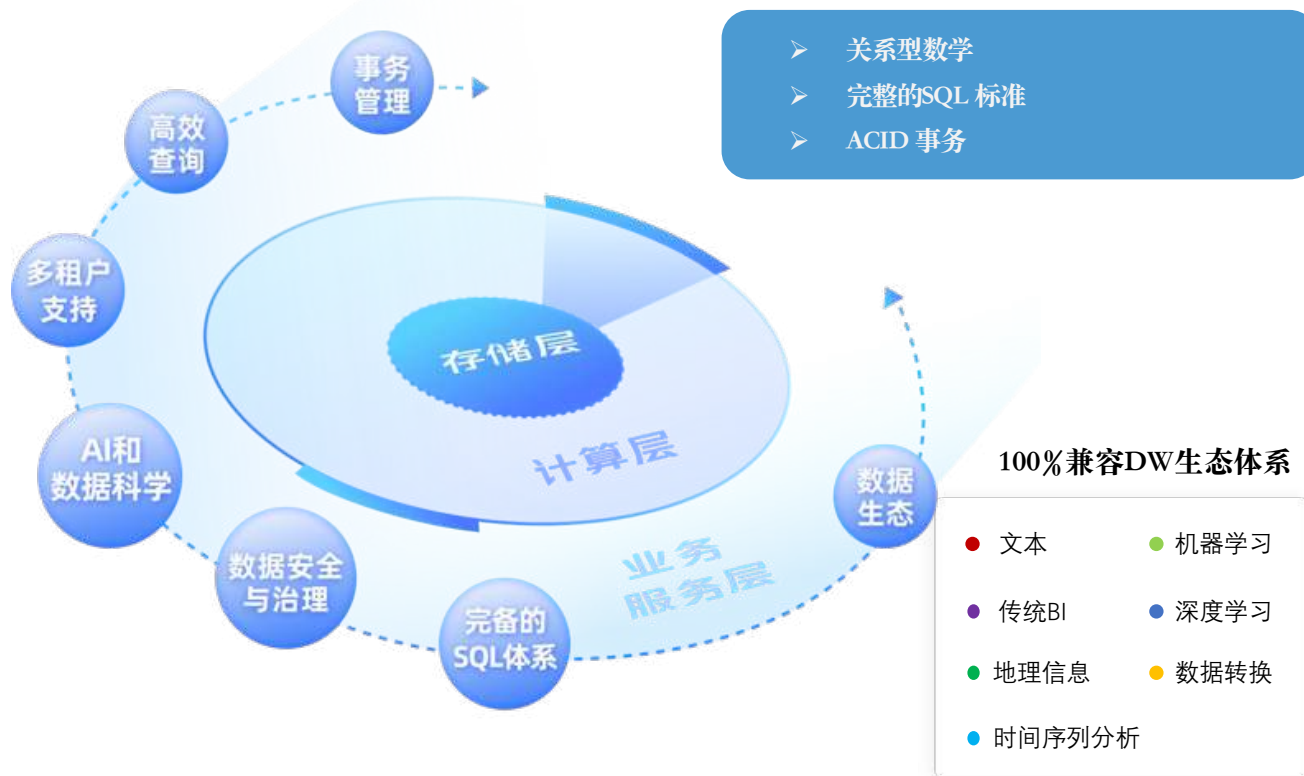 关系型数学
完整的SQL 标准
ACID 事务
事务
管理
高效
查询
多租户
支持
AI和
数据科学
数据安全
与治理
完备的
SQL体系
数据
生态
存储层
计算层
业务
服务层
100%兼容DW生态体系
文本
机器学习
传统BI
深度学习
地理信息
数据转换
时间序列分析